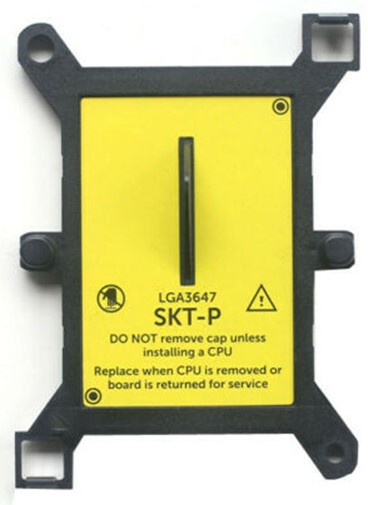 LGA3647
SKT-P
DO NOT remove cap unless
installing a CPU
Replace when CPU is removed or
board is returned for service